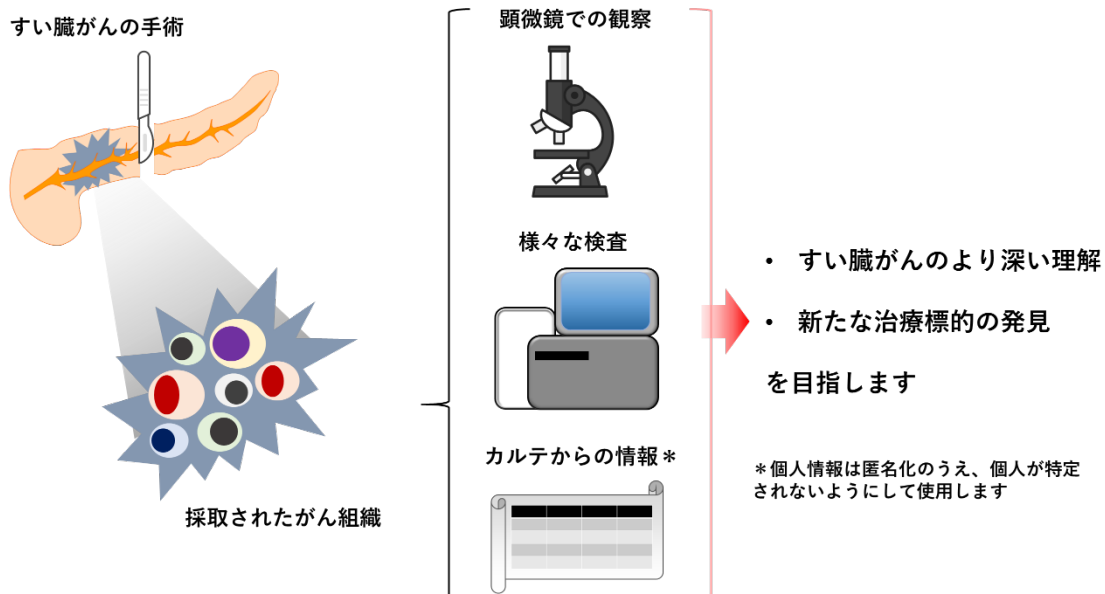 すい臓がんの手術
採取されたがん組織
顕微鏡での観察
様々な検査
カルテからの情報＊
• すい臓がんのより深い理解
• 新たな治療標的の発見
を目指します
＊個人情報は匿名化のうえ、個人が特定
されないようにして使用します